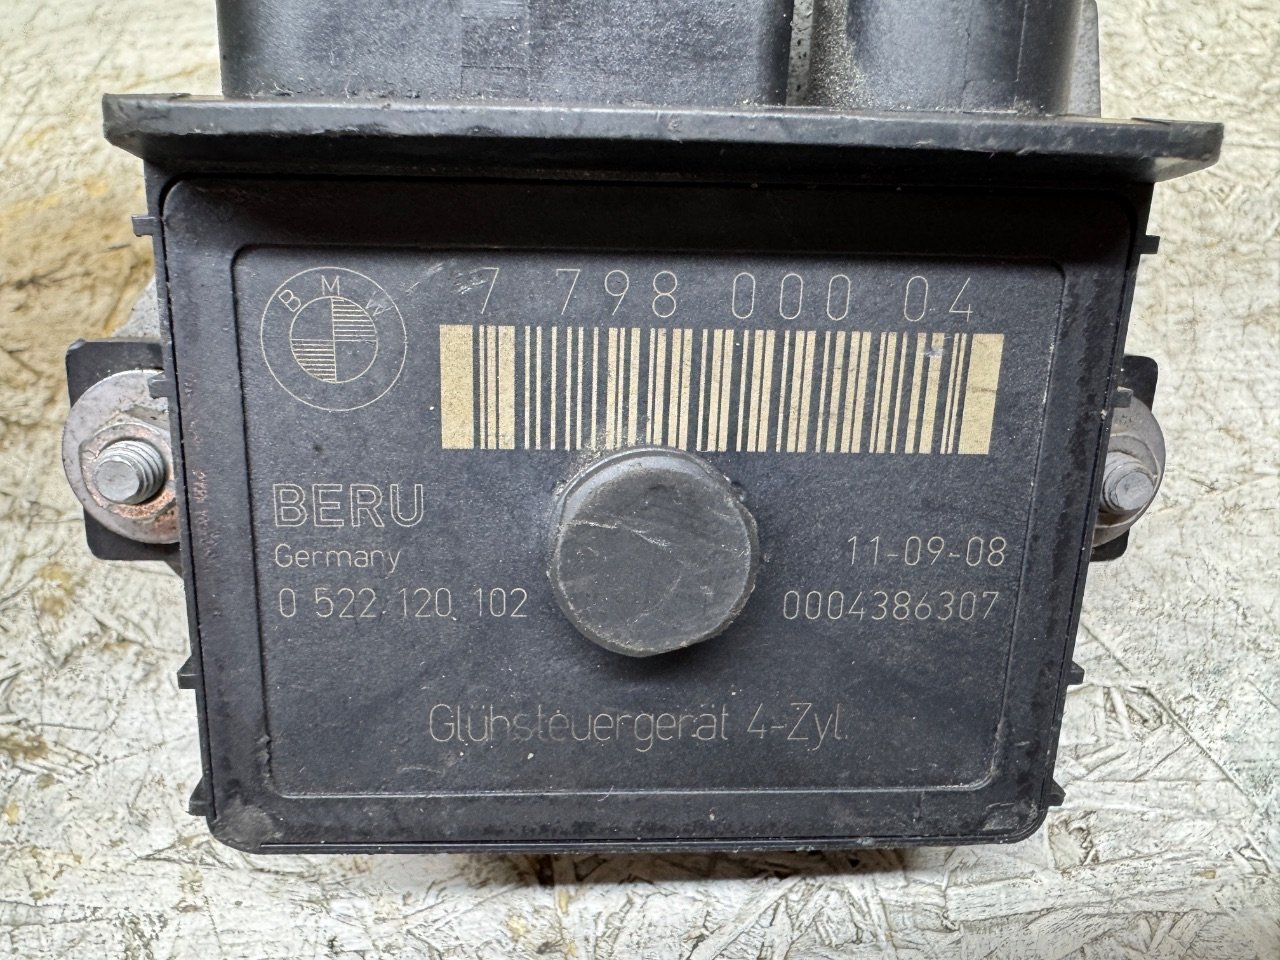 BMW
7 798 000 04
BERU
Germany
11-09-08
0 522 120 102
0004386307
Glühsteuergerät 4-Zyl.